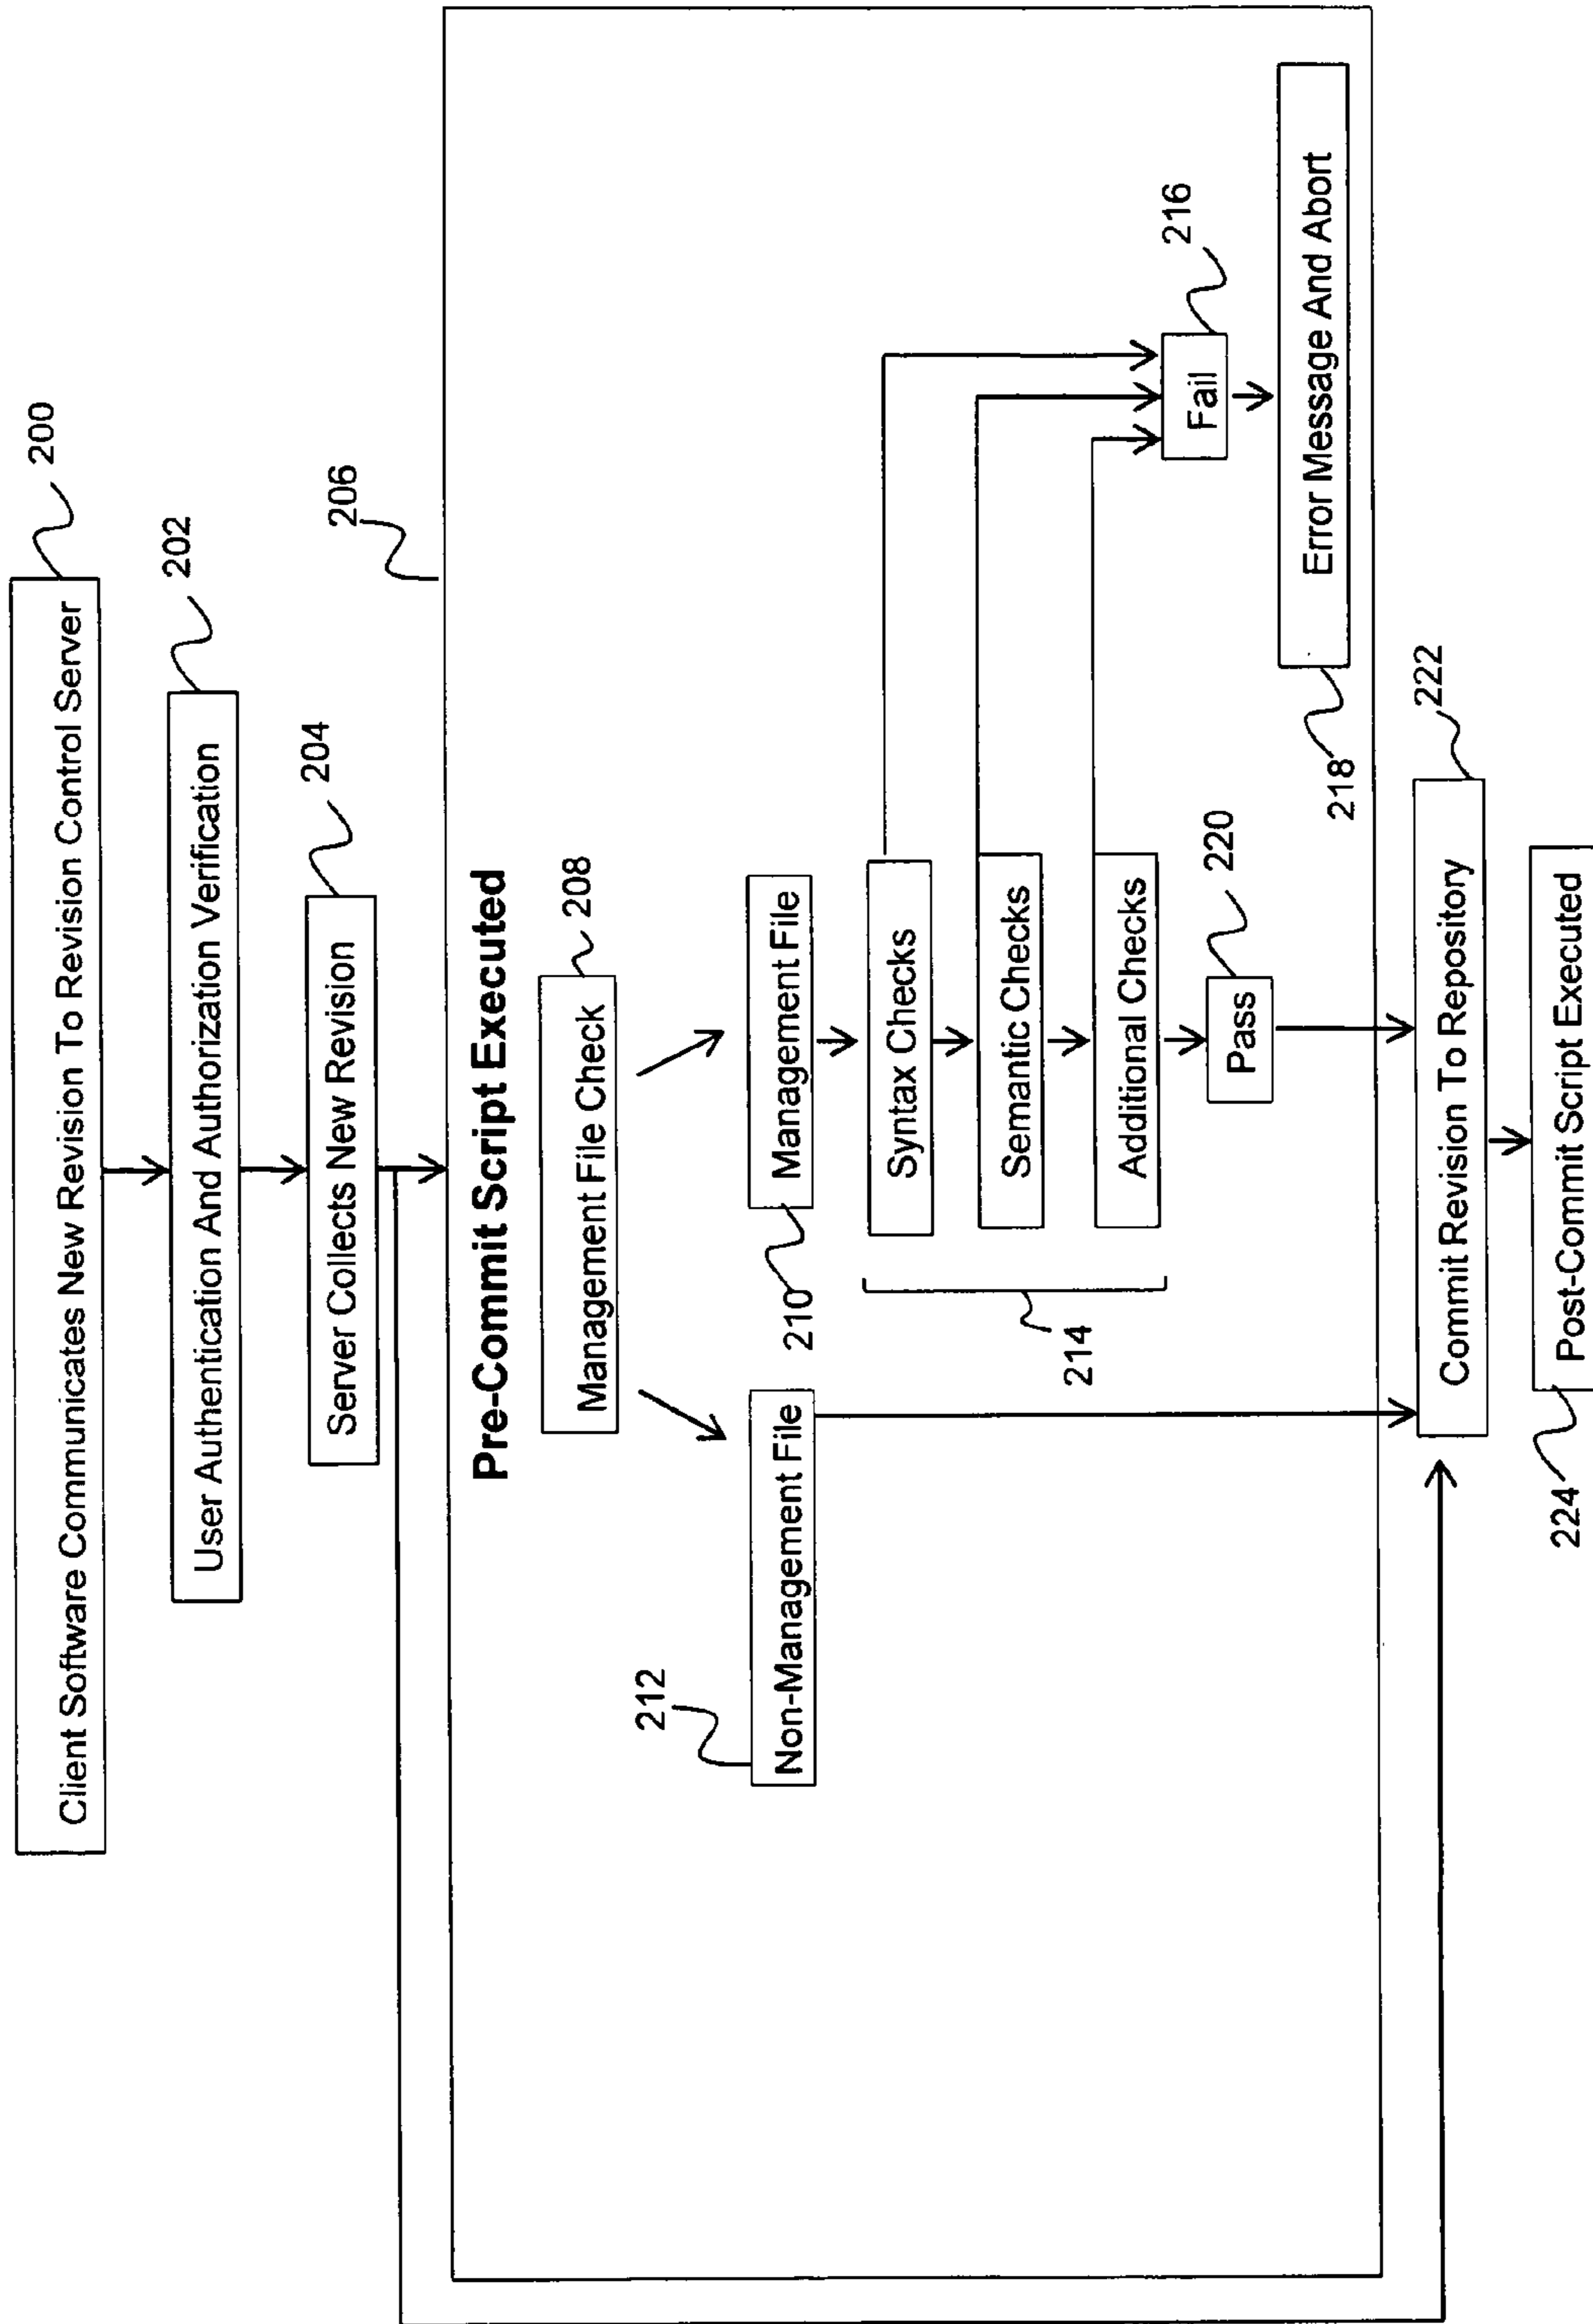 Client Software Communicates New Revision To Revision Control Server
200
User Authentication And Authorization Verification
202
Server Collects New Revision
204
206
Pre-Commit Script Executed
Management File Check
208
212
Non-Management File
210
Management File
Syntax Checks
Semantic Checks
Additional Checks
214
Pass
220
Fail
216
Error Message And Abort
218
Commit Revision To Repository
222
Post-Commit Script Executed
224